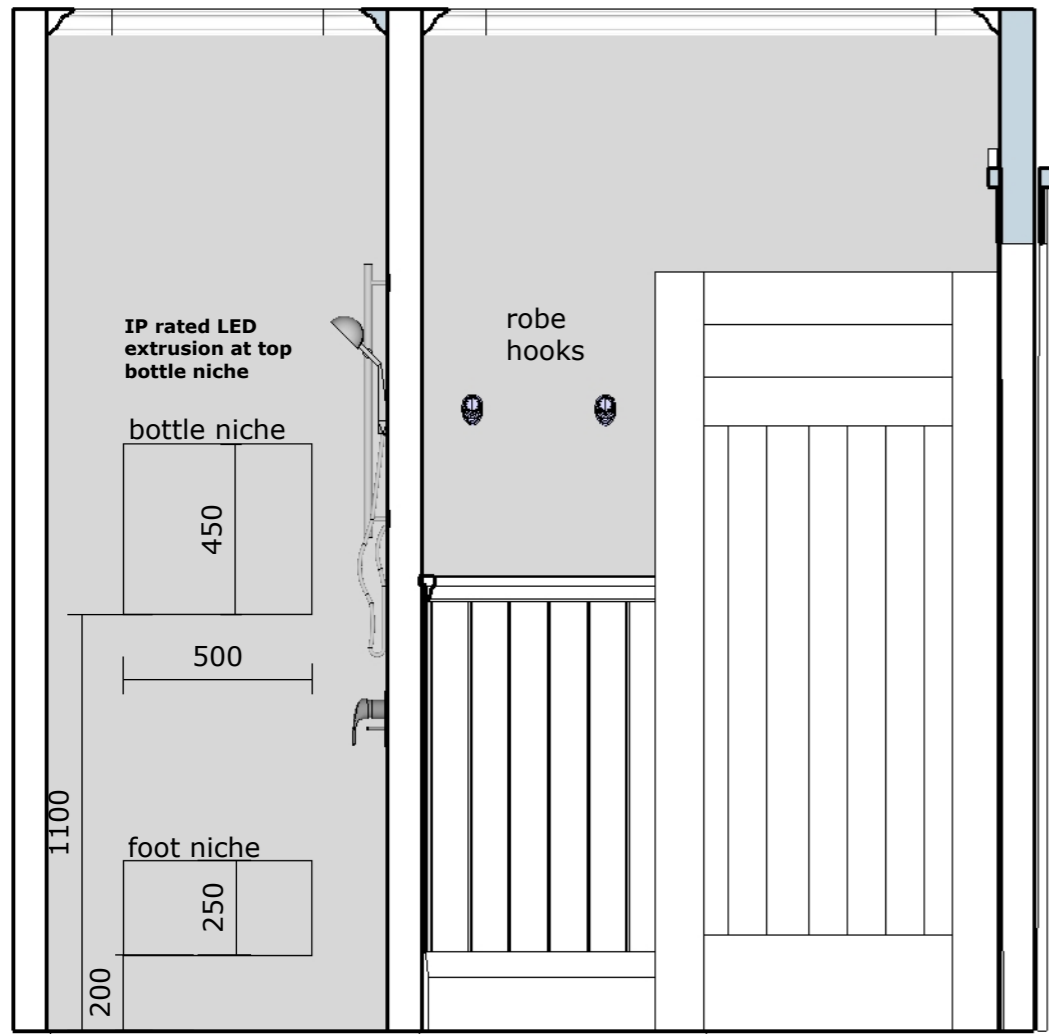 IP rated LED
extrusion at top
bottle niche
robe
hooks
bottle niche
450
500
1100
foot niche
250
200